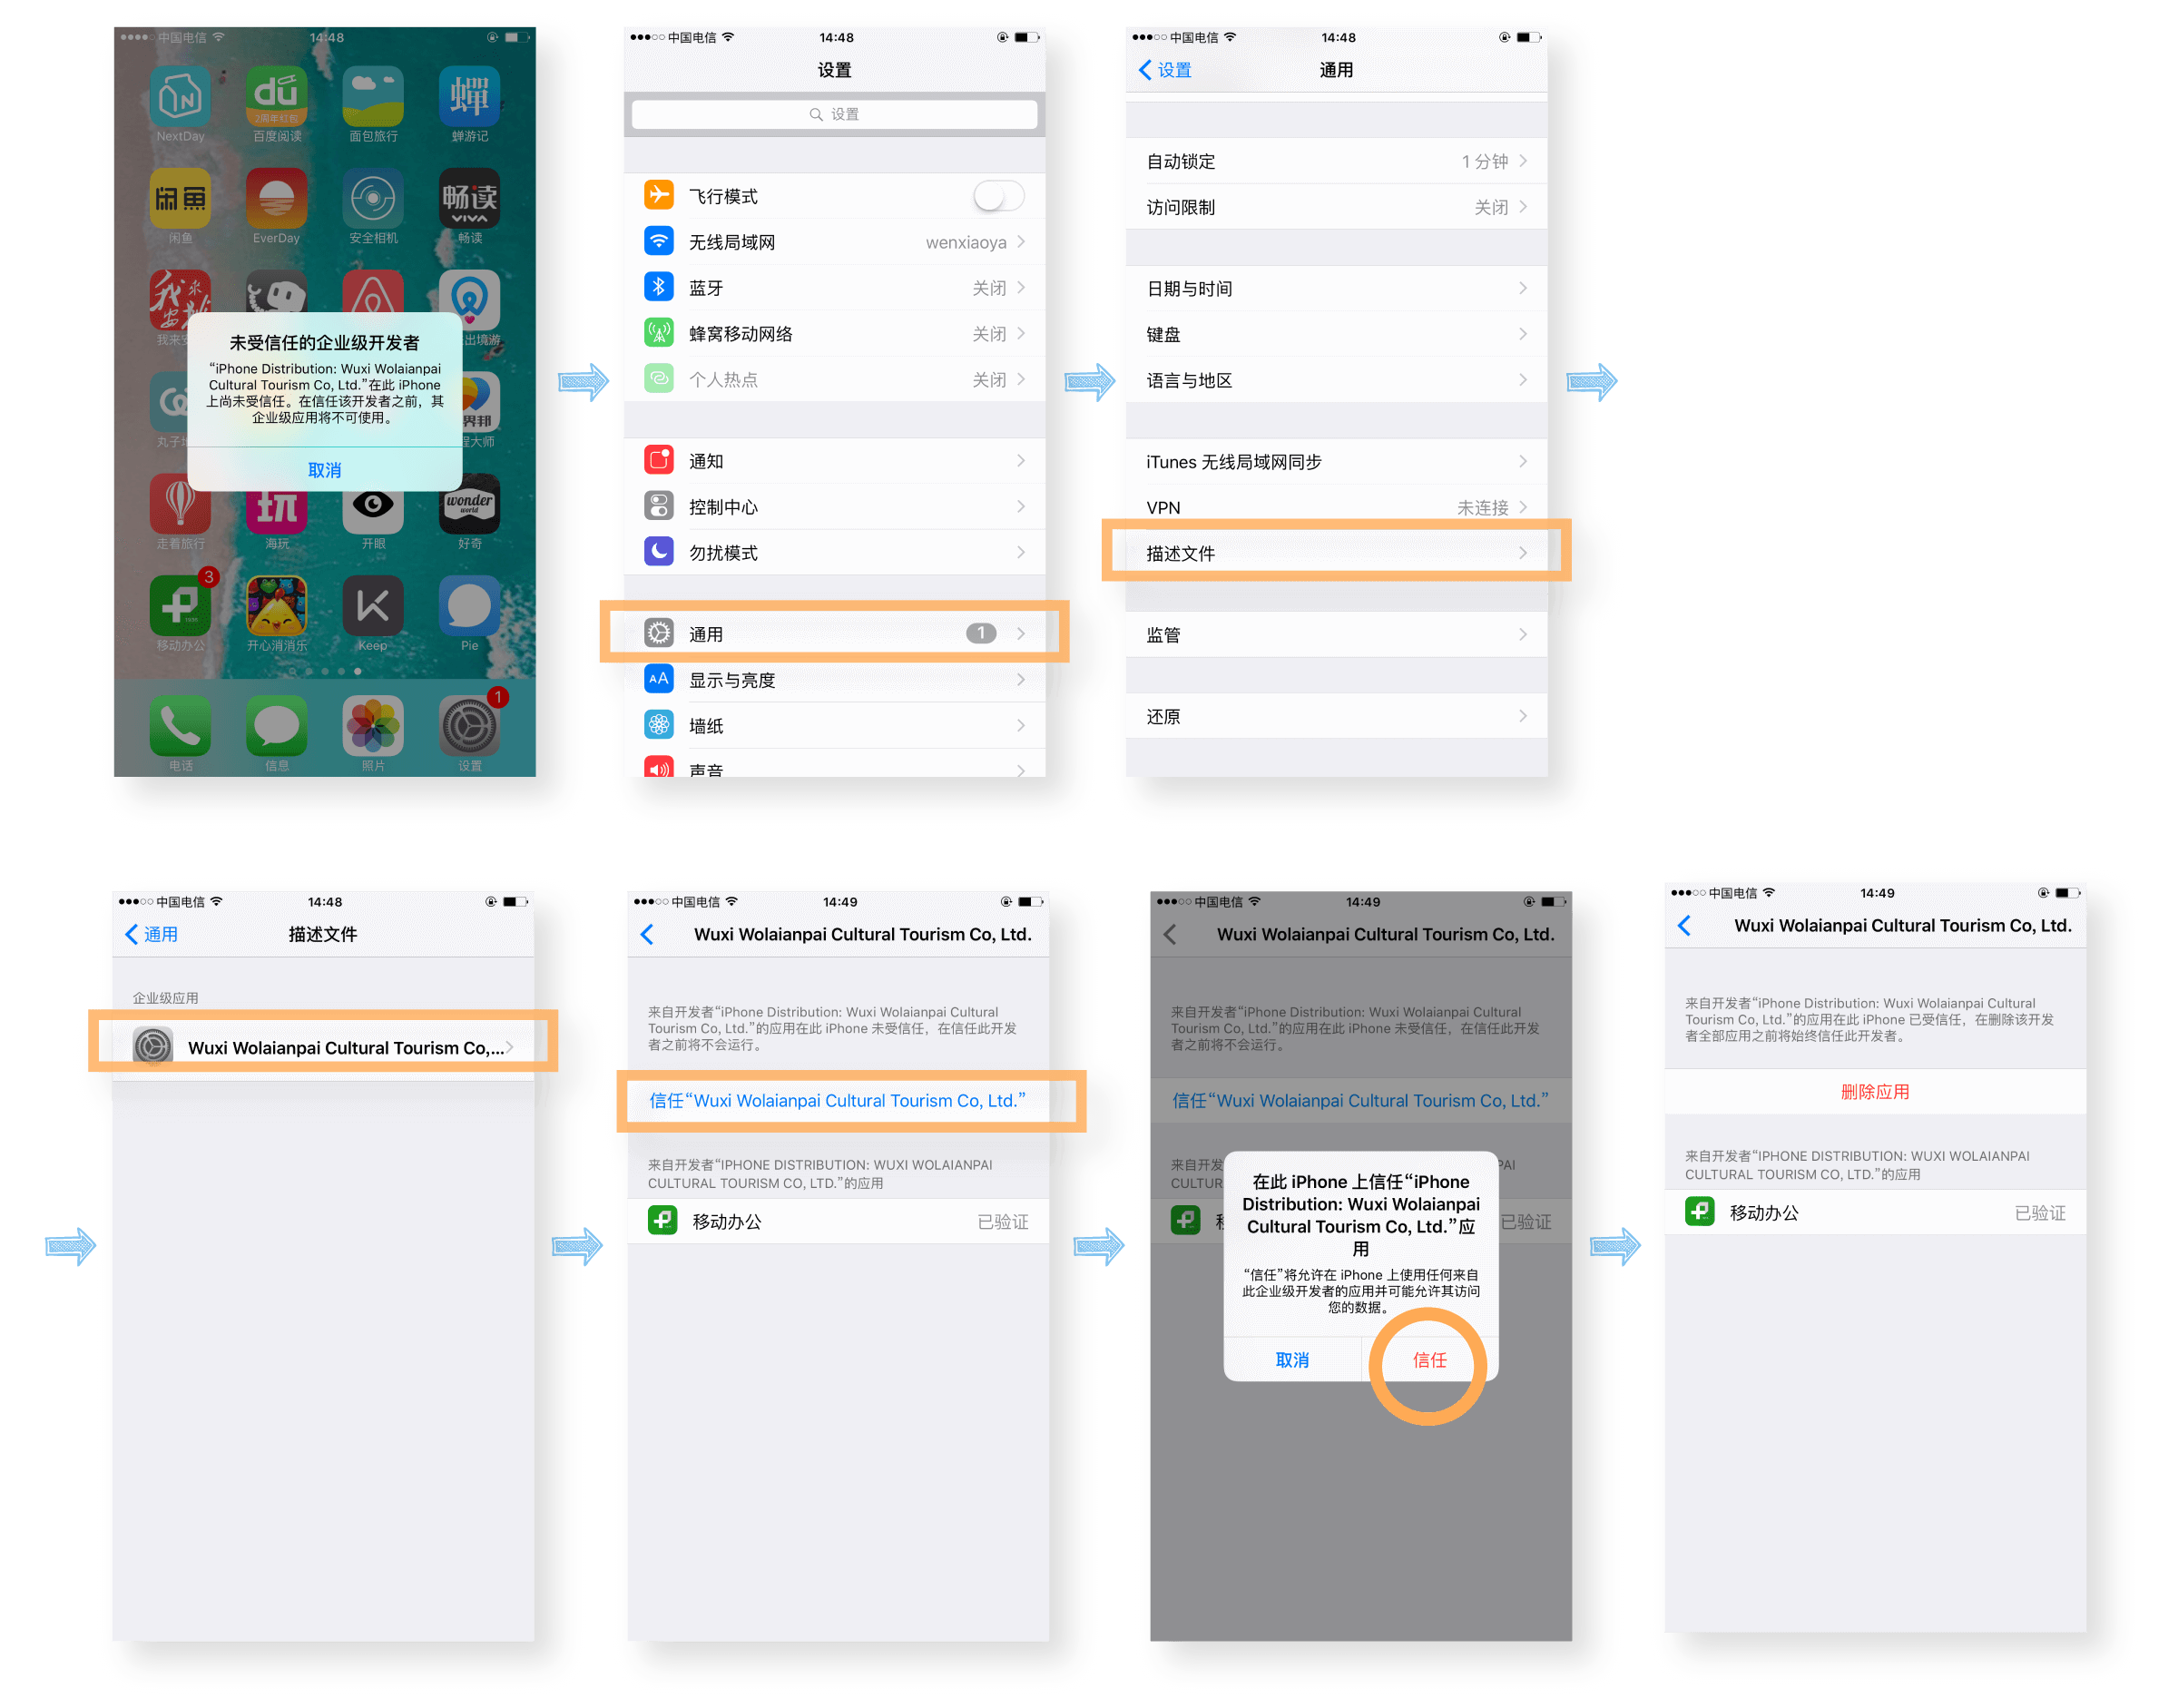 中国电信 14:48
NextDay 百度阅读 面包旅行 蝉游记
dú
2周年红包
蝉
闲鱼
畅读
VIVA
闲鱼 EverDay 安全相机 畅读
出境游
未受信任的企业级开发者
“iPhone Distribution: Wuxi Wolaianpai
Cultural Tourism Co, Ltd.”在此 iPhone
上尚未受信任。在信任该开发者之前，其
企业级应用将不可使用。
取消
界邦
丸子 程大师
玩
wonder
world
走着旅行 海玩 开眼 好奇
3
移动办公 开心消消乐 Keep Pie
1
电话 信息 照片 设置
中国电信 14:48
设置
设置
飞行模式
无线局域网 wenxiaoya
蓝牙 关闭
蜂窝移动网络 关闭
个人热点 关闭
通知
控制中心
勿扰模式
通用 1
AA 显示与亮度
墙纸
声音
中国电信 14:48
设置 通用
自动锁定 1 分钟
访问限制 关闭
日期与时间
键盘
语言与地区
iTunes 无线局域网同步
VPN 未连接
描述文件
监管
还原
中国电信 14:48
通用 描述文件
企业级应用
Wuxi Wolaianpai Cultural Tourism Co,...
中国电信 14:49
Wuxi Wolaianpai Cultural Tourism Co, Ltd.
来自开发者“iPhone Distribution: Wuxi Wolaianpai Cultural
Tourism Co, Ltd.”的应用在此 iPhone 未受信任，在信任此开发
者之前将不会运行。
信任“Wuxi Wolaianpai Cultural Tourism Co, Ltd.”
来自开发者“IPHONE DISTRIBUTION: WUXI WOLAIANPAI
CULTURAL TOURISM CO, LTD.”的应用
移动办公 已验证
中国电信 14:49
Wuxi Wolaianpai Cultural Tourism Co, Ltd.
来自开发者“iPhone Distribution: Wuxi Wolaianpai Cultural
Tourism Co, Ltd.”的应用在此 iPhone 未受信任，在信任此开发
者之前将不会运行。
信任“Wuxi Wolaianpai Cultural Tourism Co, Ltd.”
来自开发 PAI
CULTUR
移 已验证
在此 iPhone 上信任“iPhone
Distribution: Wuxi Wolaianpai
Cultural Tourism Co, Ltd.”应
用
“信任”将允许在 iPhone 上使用任何来自
此企业级开发者的应用并可能允许其访问
您的数据。
取消 信任
中国电信 14:49
Wuxi Wolaianpai Cultural Tourism Co, Ltd.
来自开发者“iPhone Distribution: Wuxi Wolaianpai Cultural
Tourism Co, Ltd.”的应用在此 iPhone 已受信任，在删除该开发
者全部应用之前将始终信任此开发者。
删除应用
来自开发者“IPHONE DISTRIBUTION: WUXI WOLAIANPAI
CULTURAL TOURISM CO, LTD.”的应用
移动办公 已验证